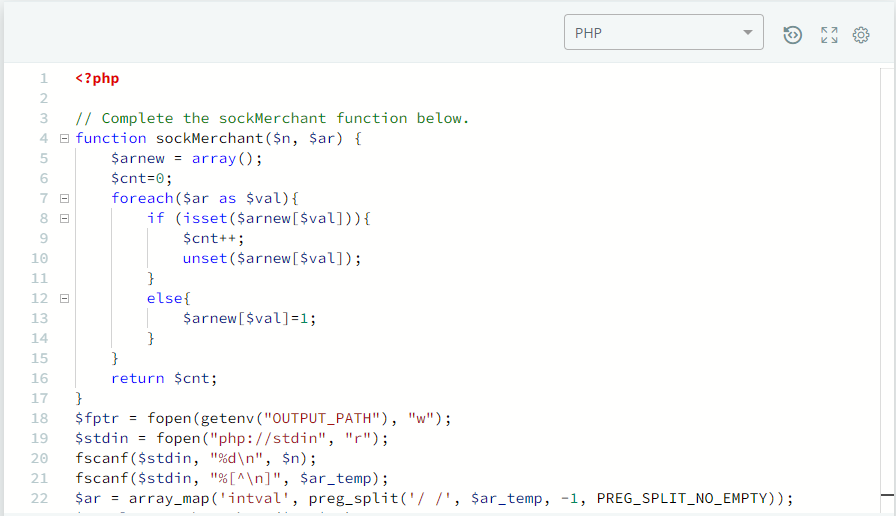 PHP
1 <?php
2
3 // Complete the sockMerchant function below.
4 function sockMerchant($n, $ar) {
5     $arnew = array();
6     $cnt=0;
7     foreach($ar as $val){
8         if (isset($arnew[$val])){
9             $cnt++;
10             unset($arnew[$val]);
11         }
12         else{
13             $arnew[$val]=1;
14         }
15     }
16     return $cnt;
17 }
18 $fptr = fopen(getenv("OUTPUT_PATH"), "w");
19 $stdin = fopen("php://stdin", "r");
20 fscanf($stdin, "%d\n", $n);
21 fscanf($stdin, "%[^\n]", $ar_temp);
22 $ar = array_map('intval', preg_split('/ /', $ar_temp, -1, PREG_SPLIT_NO_EMPTY));